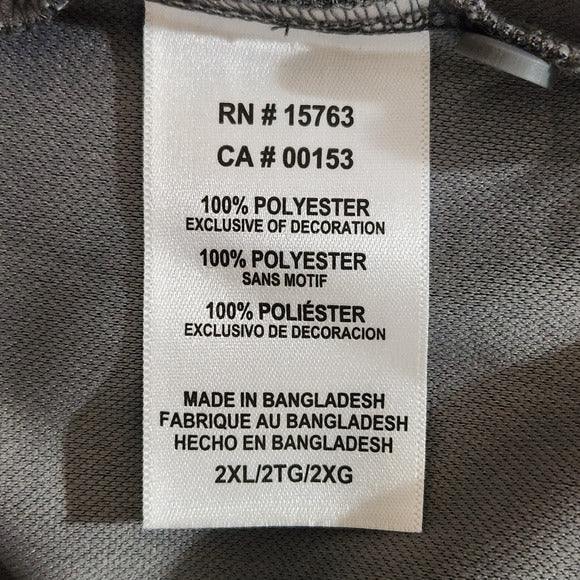 RN # 15763
CA # 00153
100% POLYESTER
EXCLUSIVE OF DECORATION
100% POLYESTER
SANS MOTIF
100% POLIÉSTER
EXCLUSIVO DE DECORACION
MADE IN BANGLADESH
FABRIQUE AU BANGLADESH
HECHO EN BANGLADESH
2XL/2TG/2XG